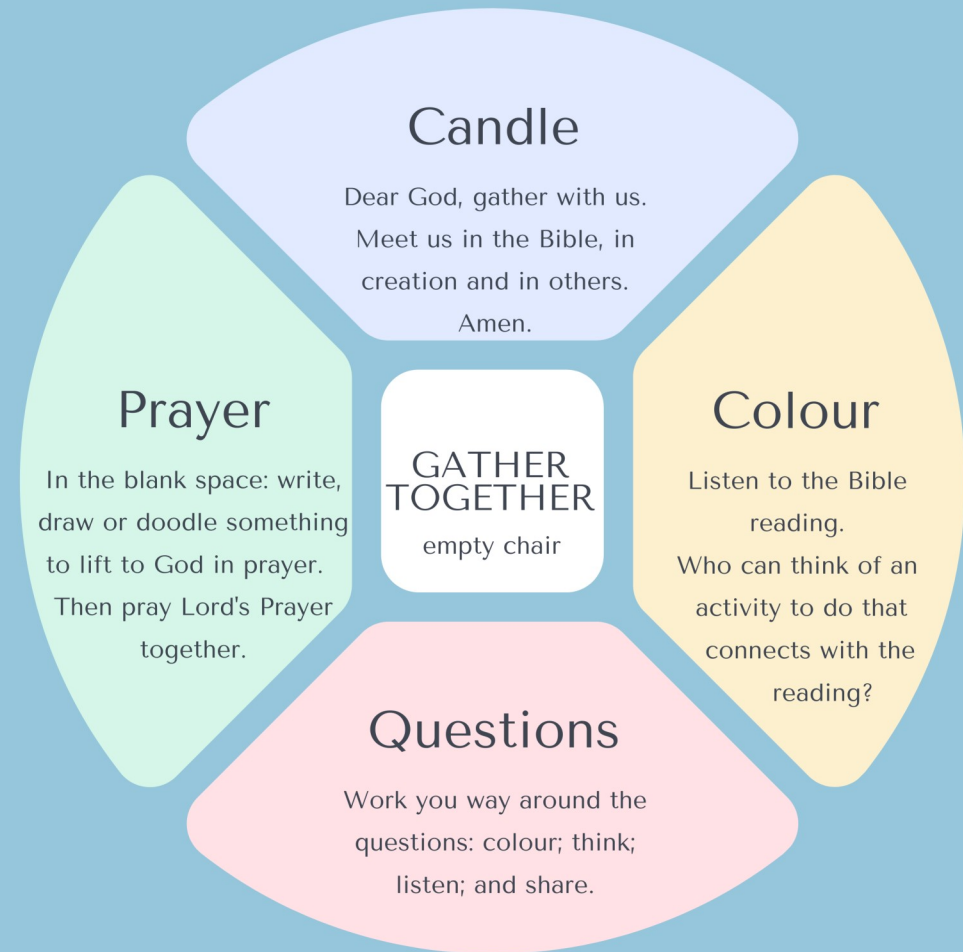 Candle
Dear God, gather with us.
Meet us in the Bible, in
creation and in others.
Amen.
Prayer
In the blank space: write,
draw or doodle something
to lift to God in prayer.
Then pray Lord's Prayer
together.
GATHER
TOGETHER
empty chair
Colour
Listen to the Bible
reading.
Who can think of an
activity to do that
connects with the
reading?
Questions
Work you way around the
questions: colour; think;
listen; and share.